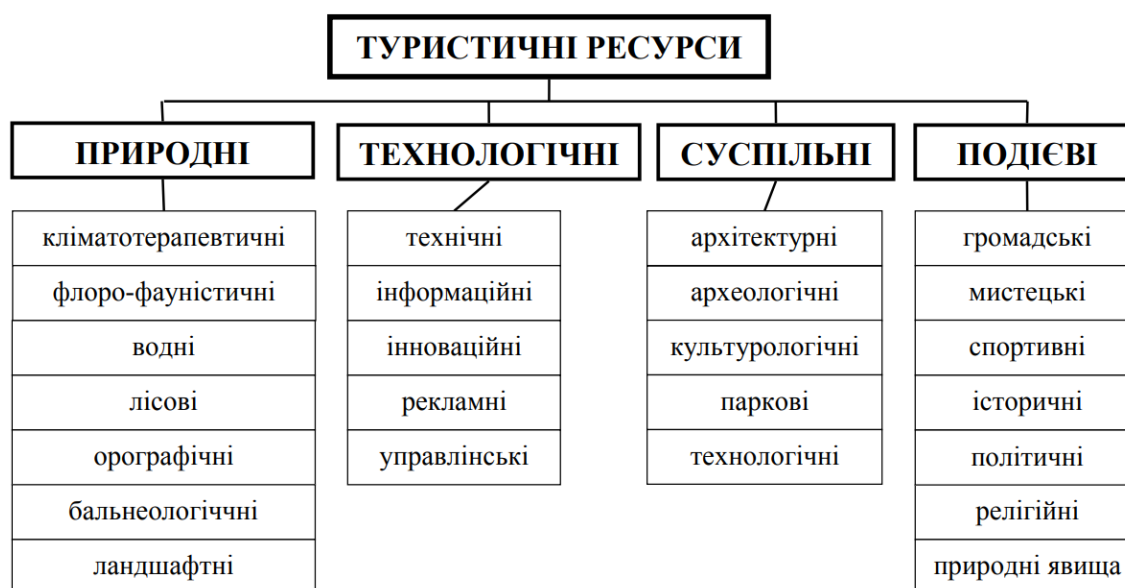 ТУРИСТИЧНІ РЕСУРСИ
ПРИРОДНІ
кліматотерапевтичні
флоро-фауністичні
водні
лісові
орографічні
бальнеологіччні
ландшафтні
ТЕХНОЛОГІЧНІ
технічні
інформаційні
інноваційні
рекламні
управлінські
СУСПІЛЬНІ
архітектурні
археологічні
культурологічні
паркові
технологічні
ПОДІЄВІ
громадські
мистецькі
спортивні
історичні
політичні
релігійні
природні явища